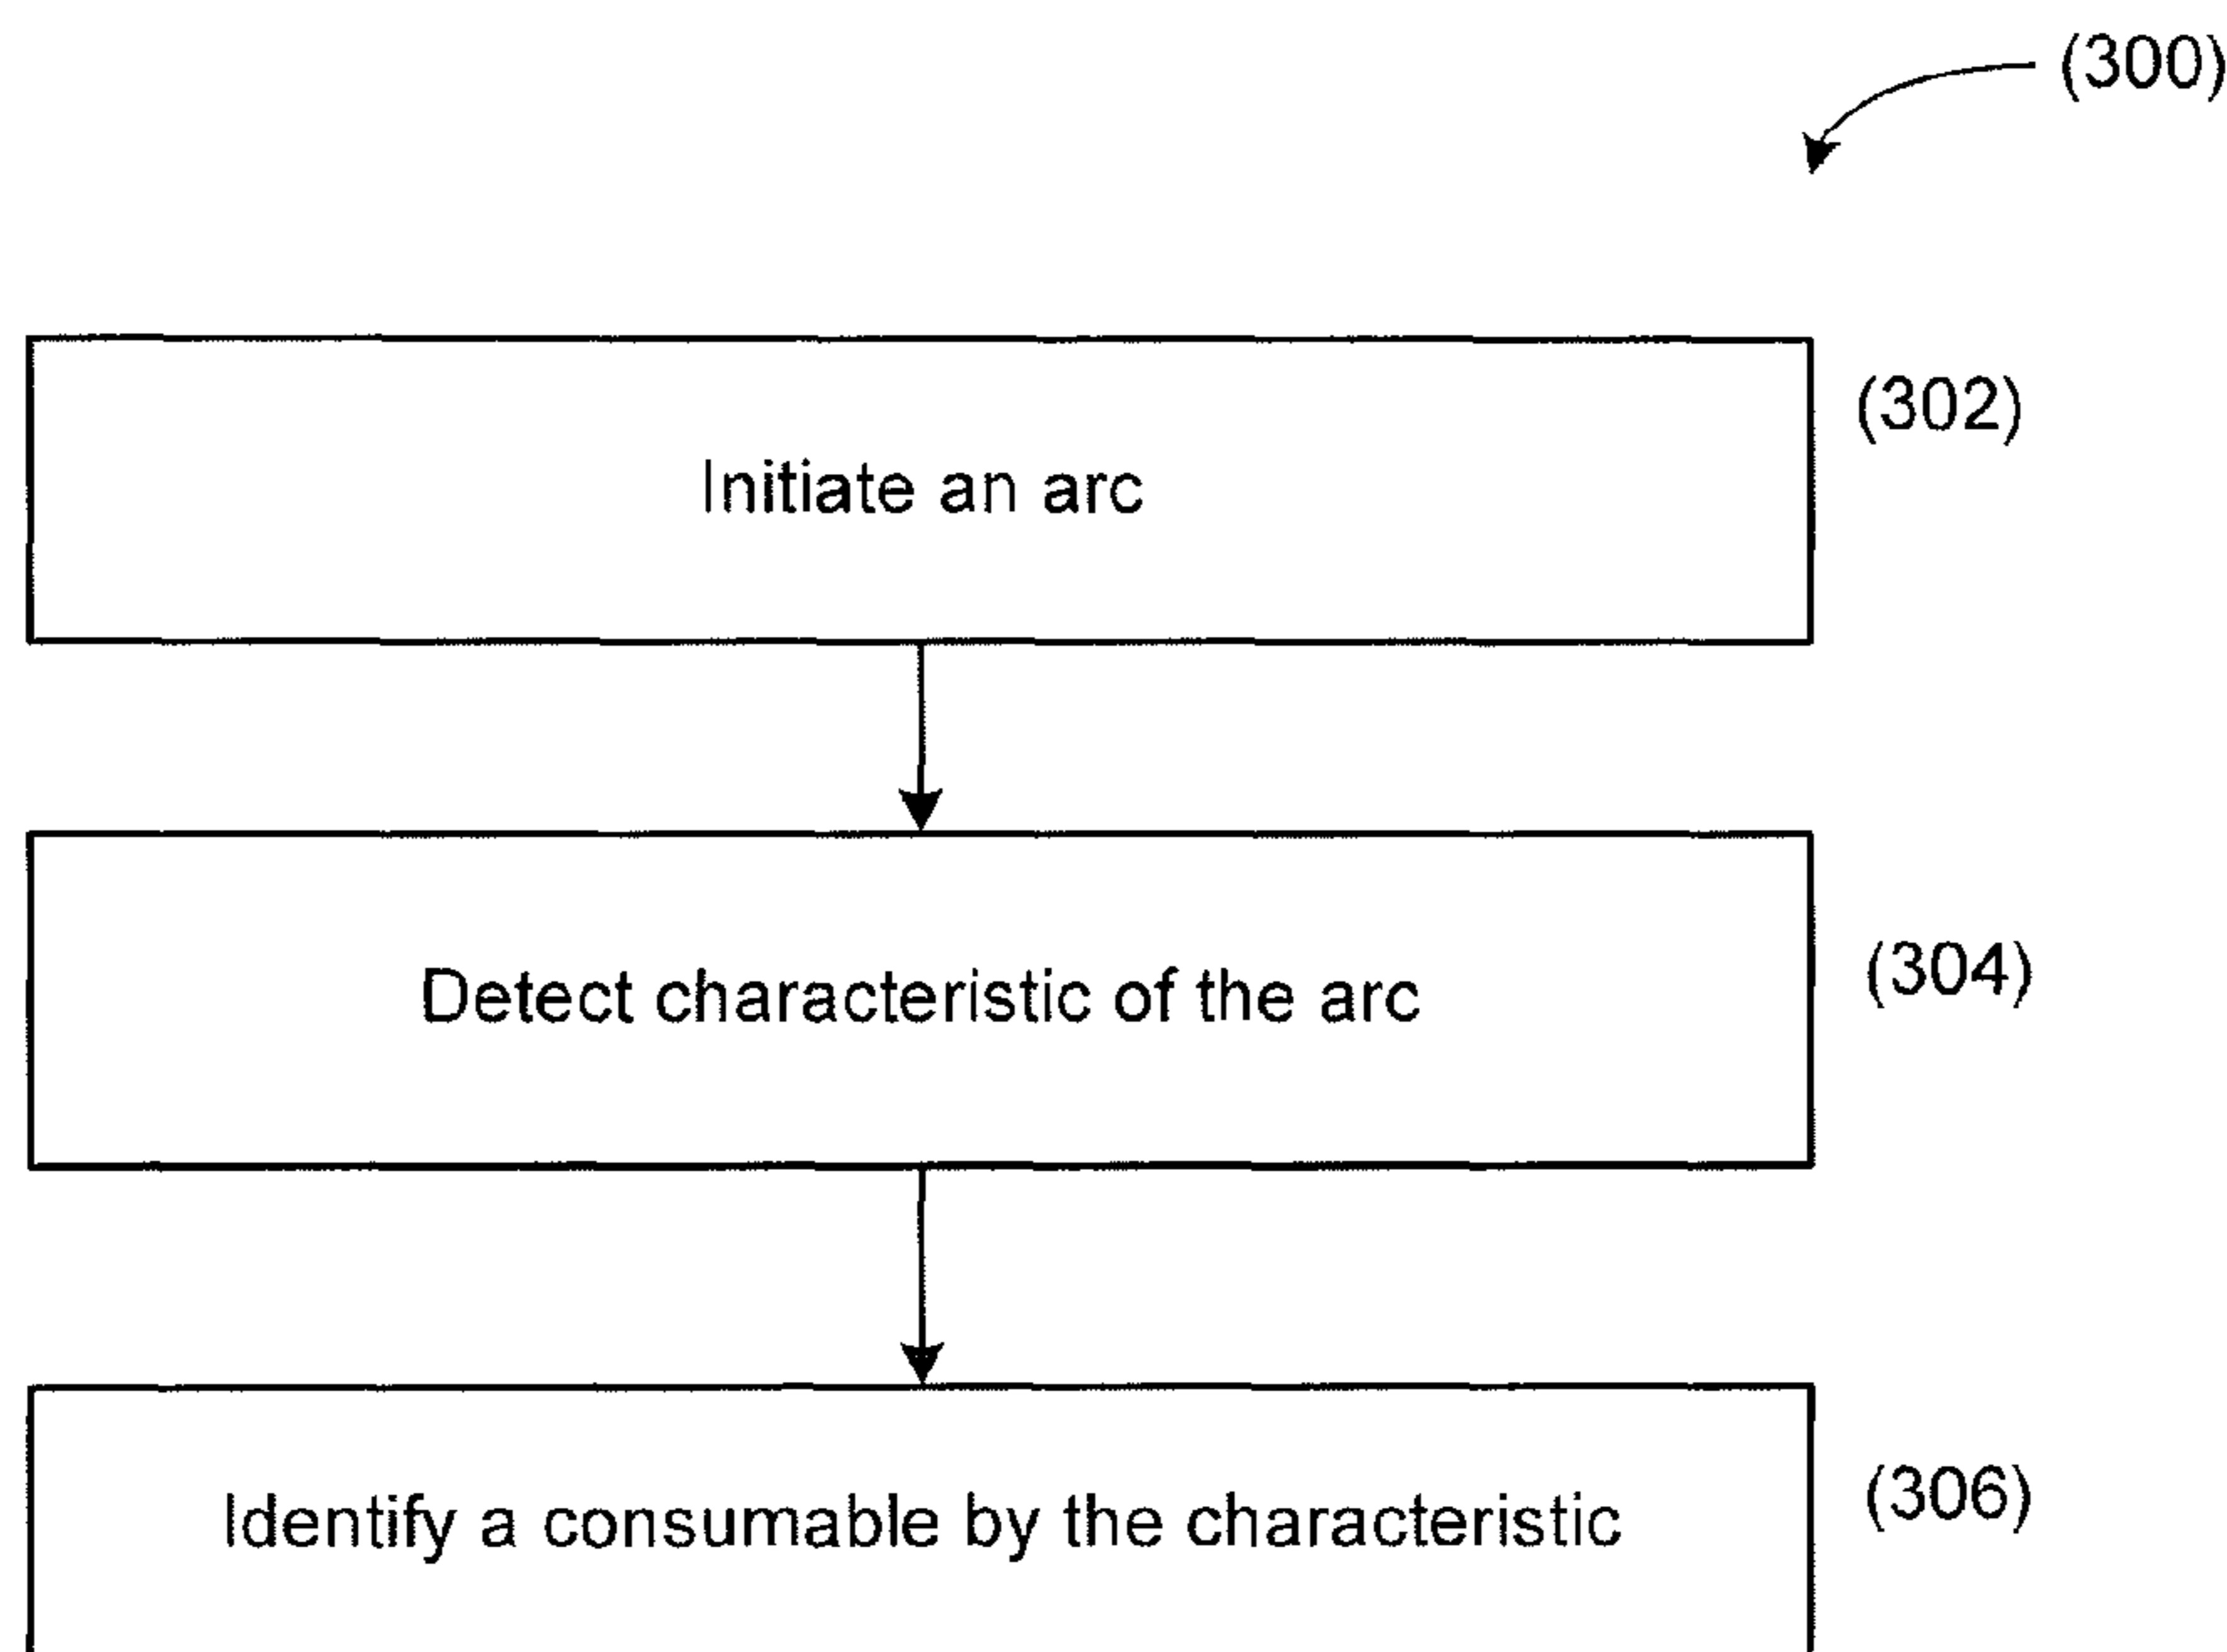 (300)
(302)
Initiate an arc
(304)
Detect characteristic of the arc
(306)
Identify a consumable by the characteristic